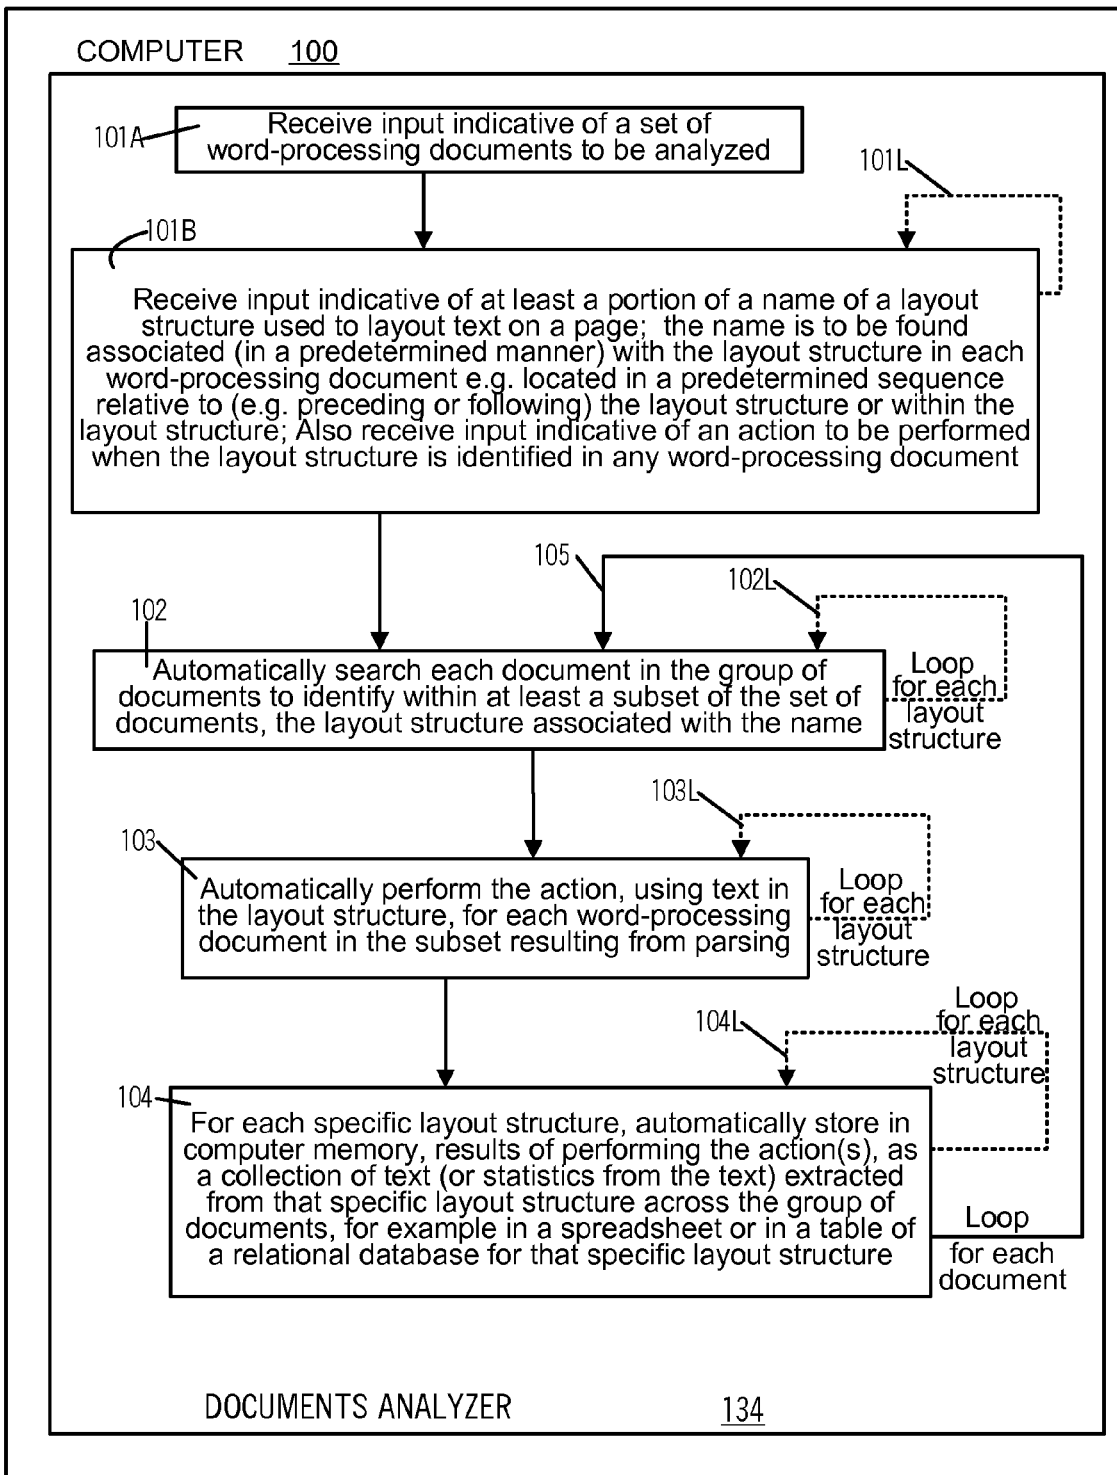 COMPUTER 100
101A
Receive input indicative of a set of
word-processing documents to be analyzed
101L
101B
Receive input indicative of at least a portion of a name of a layout
structure used to layout text on a page; the name is to be found
associated (in a predetermined manner) with the layout structure in each
word-processing document e.g. located in a predetermined sequence
relative to (e.g. preceding or following) the layout structure or within the
layout structure; Also receive input indicative of an action to be performed
when the layout structure is identified in any word-processing document
105
102L
102
Automatically search each document in the group of
documents to identify within at least a subset of the set of
documents, the layout structure associated with the name
Loop
for each
layout
structure
103L
103
Automatically perform the action, using text in
the layout structure, for each word-processing
document in the subset resulting from parsing
Loop
for each
layout
structure
104L
Loop
for each
layout
structure
104
For each specific layout structure, automatically store in
computer memory, results of performing the action(s), as
a collection of text (or statistics from the text) extracted
from that specific layout structure across the group of
documents, for example in a spreadsheet or in a table of
a relational database for that specific layout structure
Loop
for each
document
DOCUMENTS ANALYZER 134